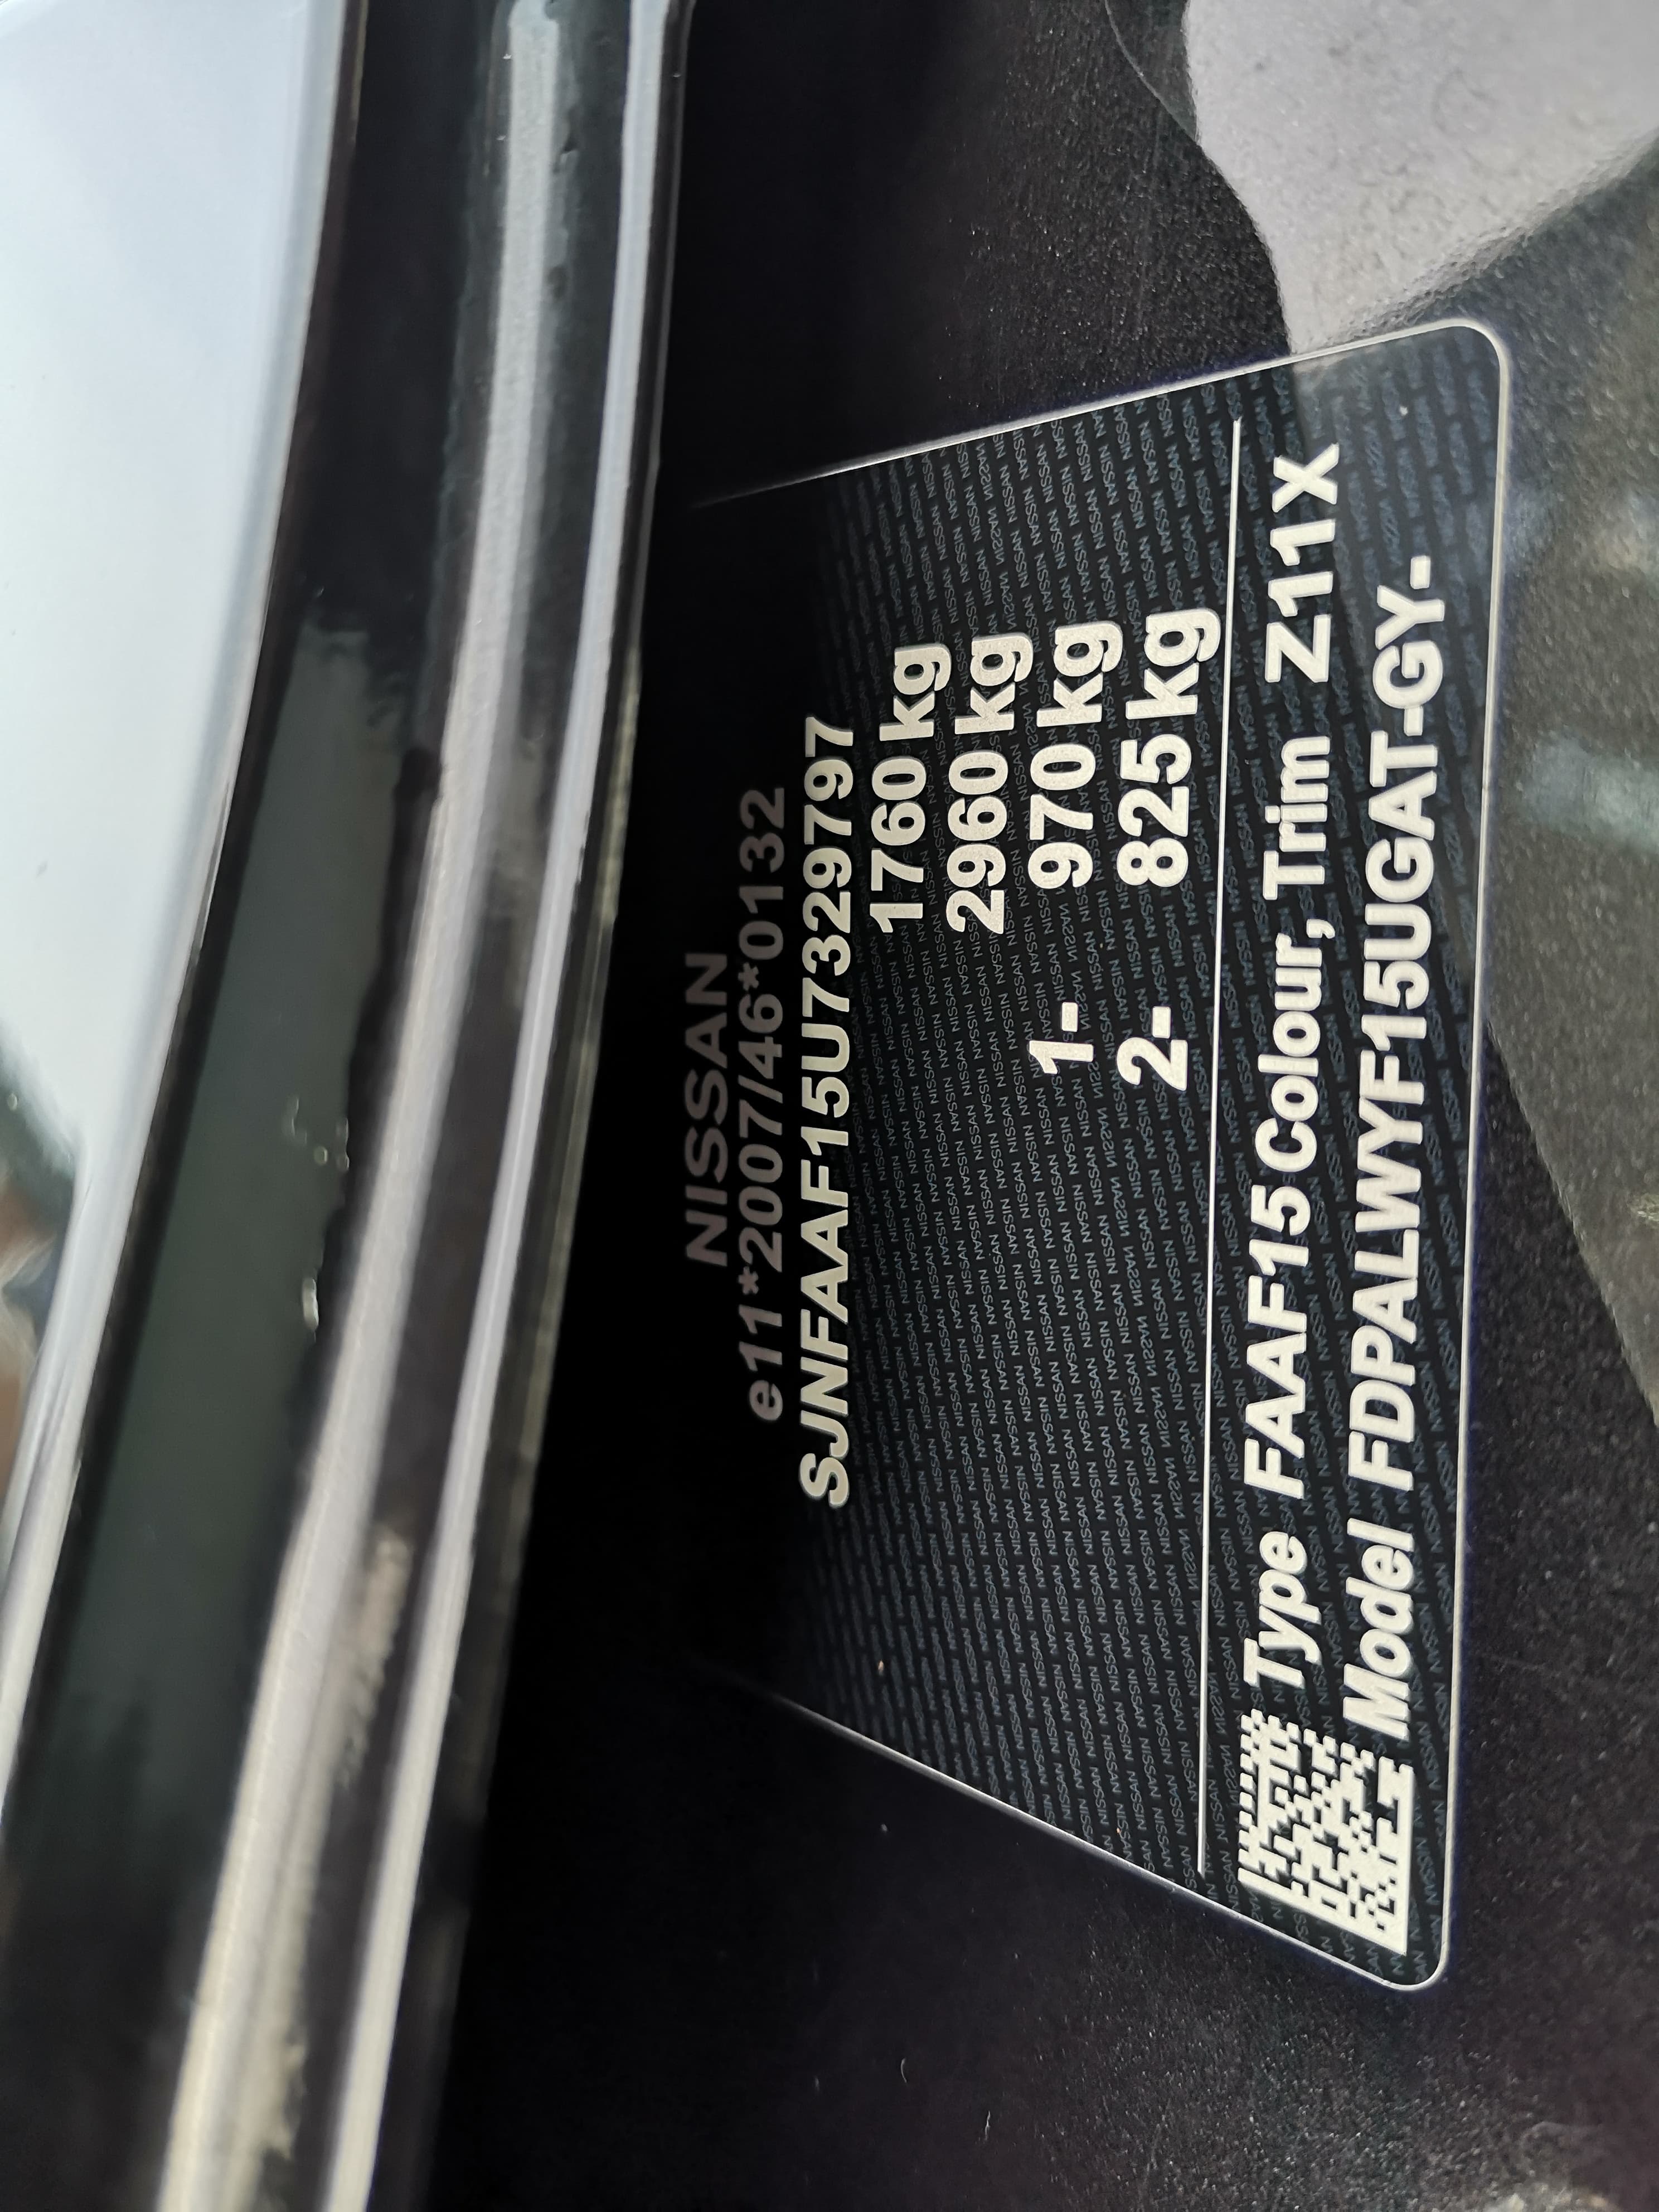 NISSAN
e11*2007/46*0132
SJNFAAF15U7329797
1760 kg
2960 kg
1- 970 kg
2- 825 kg
Type FAAF15 Colour, Trim Z11 X
Model FDPALWYF15UGAT-GY-